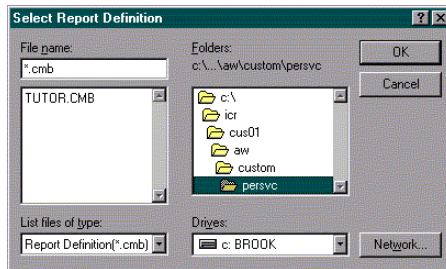 Select Report Definition
File name:
*.cmb
TUTOR.CMB
List files of type:
Report Definition(*.cmb)
Folders:
c:\...\aw\custom\persvc
c:\
icr
cus01
aw
custom
persvc
Drives:
c: BROOK
OK
Cancel
Network...